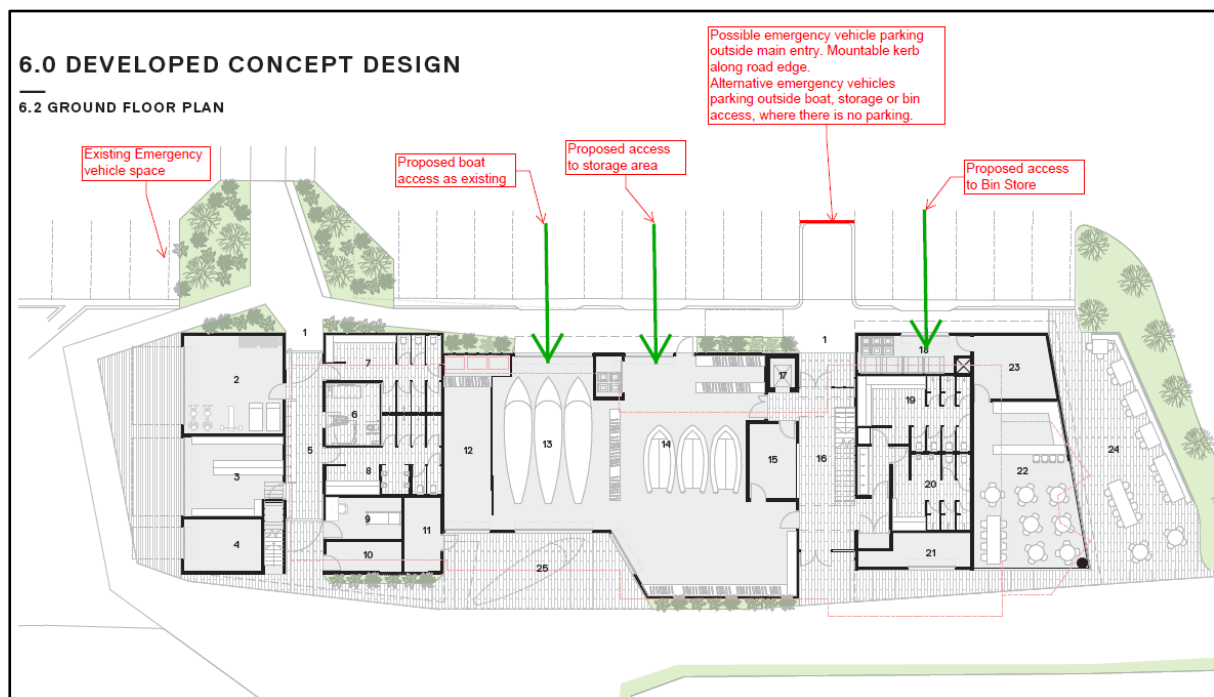 6.0 DEVELOPED CONCEPT DESIGN
6.2 GROUND FLOOR PLAN
Existing Emergency
vehicle space
Proposed boat
access as existing
Proposed access
to storage area
Possible emergency vehicle parking
outside main entry. Mountable kerb
along road edge.
Alternative emergency vehicles
parking outside boat, storage or bin
access, where there is no parking.
Proposed access
to Bin Store
1
1
2
3
4
5
6
7
8
9
10
11
12
13
14
15
16
17
18
19
20
21
22
23
24
25